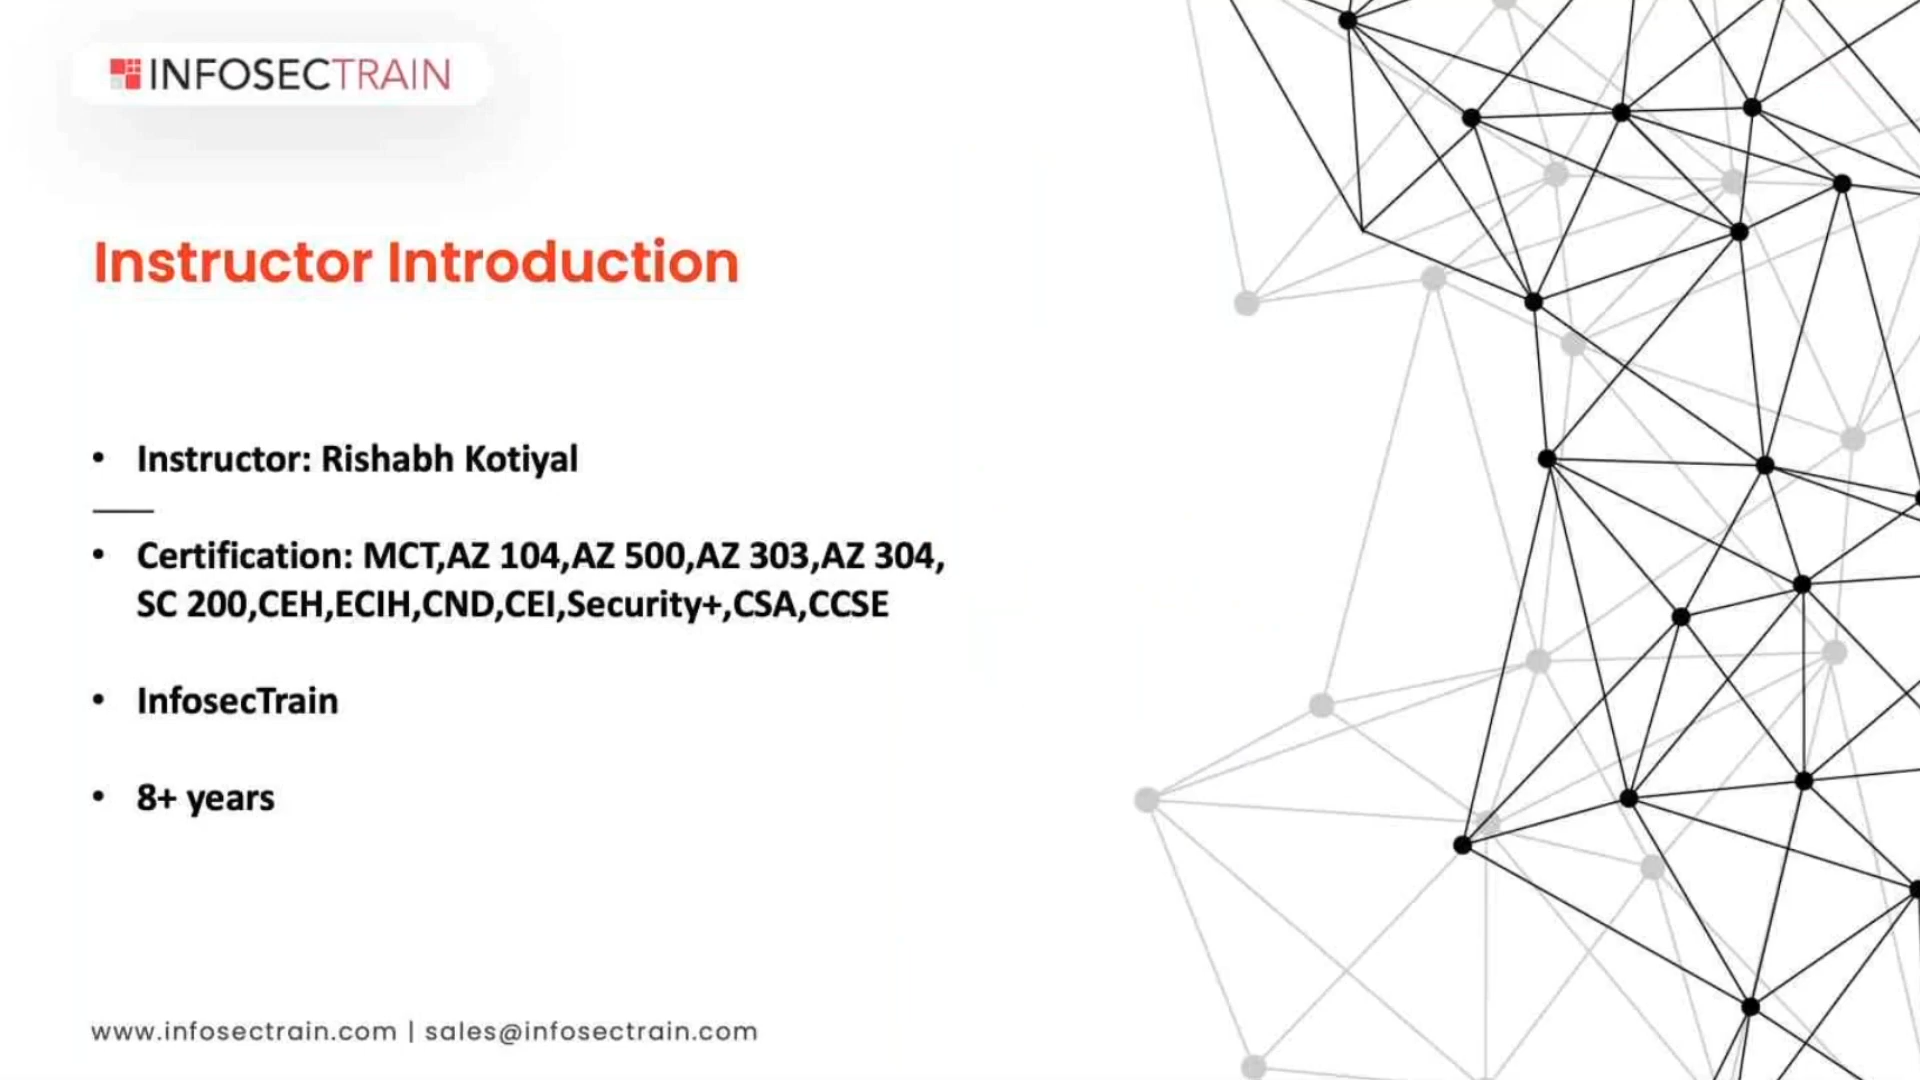 INFOSECTRAIN
Instructor Introduction
• Instructor: Rishabh Kotiyal
• Certification: MCT,AZ 104,AZ 500,AZ 303,AZ 304,
SC 200,CEH,ECIH,CND,CEI,Security+,CSA,CCSE
• InfosecTrain
• 8+ years
www.infosectrain.com | sales@infosectrain.com